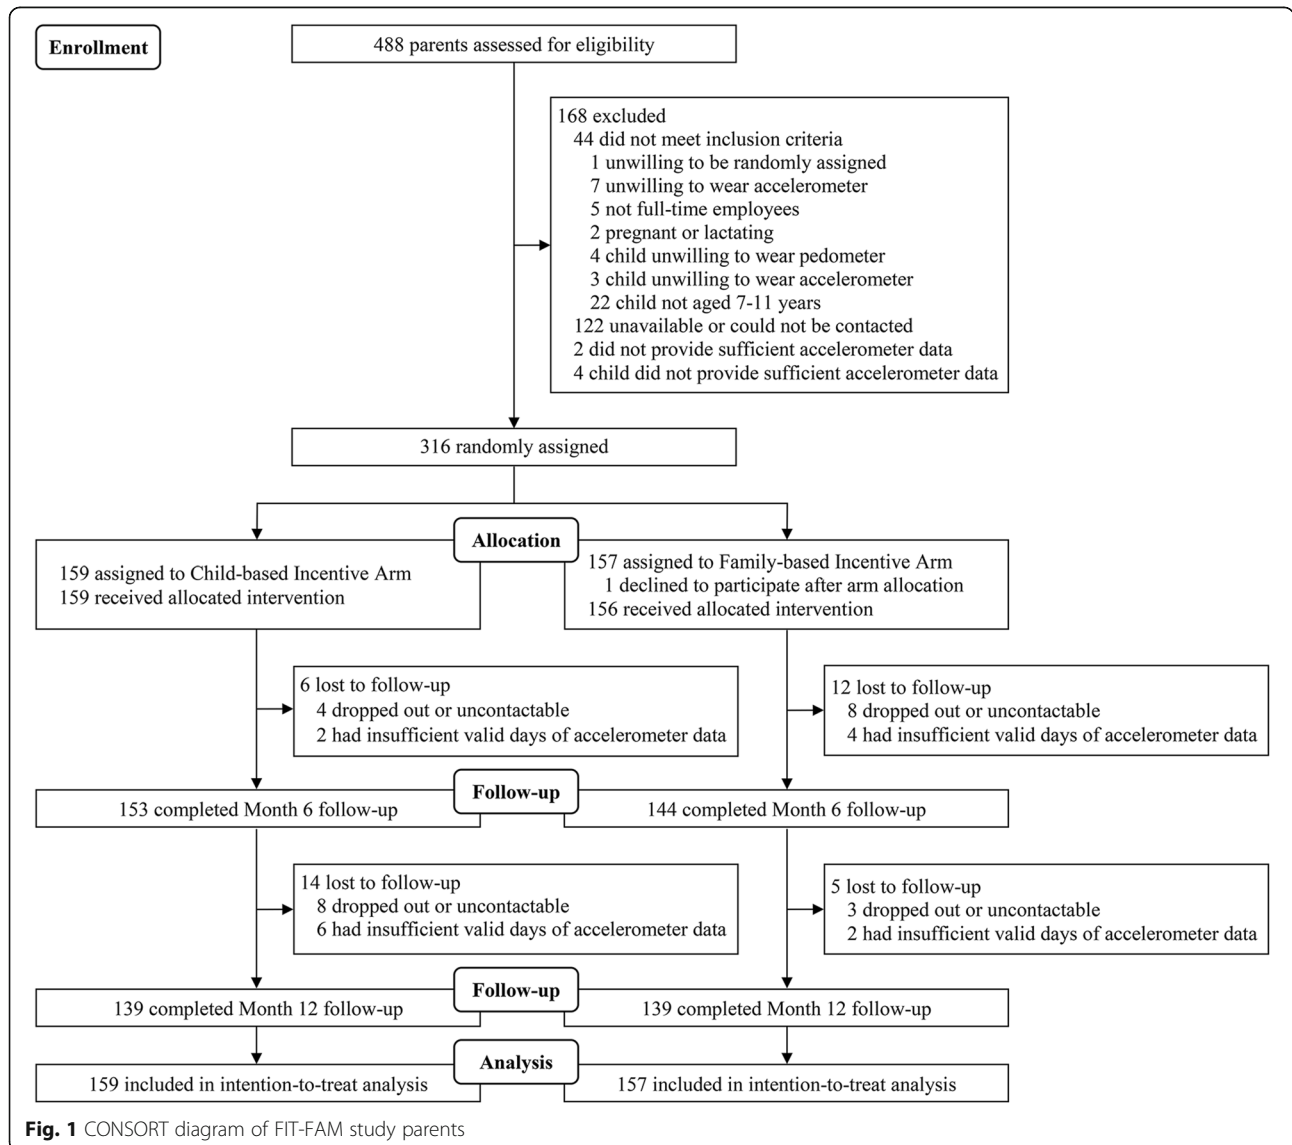 Enrollment
488 parents assessed for eligibility
168 excluded
44 did not meet inclusion criteria
1 unwilling to be randomly assigned
7 unwilling to wear accelerometer
5 not full-time employees
2 pregnant or lactating
4 child unwilling to wear pedometer
3 child unwilling to wear accelerometer
22 child not aged 7-11 years
122 unavailable or could not be contacted
2 did not provide sufficient accelerometer data
4 child did not provide sufficient accelerometer data
316 randomly assigned
Allocation
159 assigned to Child-based Incentive Arm
159 received allocated intervention
157 assigned to Family-based Incentive Arm
1 declined to participate after arm allocation
156 received allocated intervention
6 lost to follow-up
4 dropped out or uncontactable
2 had insufficient valid days of accelerometer data
12 lost to follow-up
8 dropped out or uncontactable
4 had insufficient valid days of accelerometer data
Follow-up
153 completed Month 6 follow-up
144 completed Month 6 follow-up
14 lost to follow-up
8 dropped out or uncontactable
6 had insufficient valid days of accelerometer data
5 lost to follow-up
3 dropped out or uncontactable
2 had insufficient valid days of accelerometer data
Follow-up
139 completed Month 12 follow-up
139 completed Month 12 follow-up
Analysis
159 included in intention-to-treat analysis
157 included in intention-to-treat analysis
Fig. 1 CONSORT diagram of FIT-FAM study parents